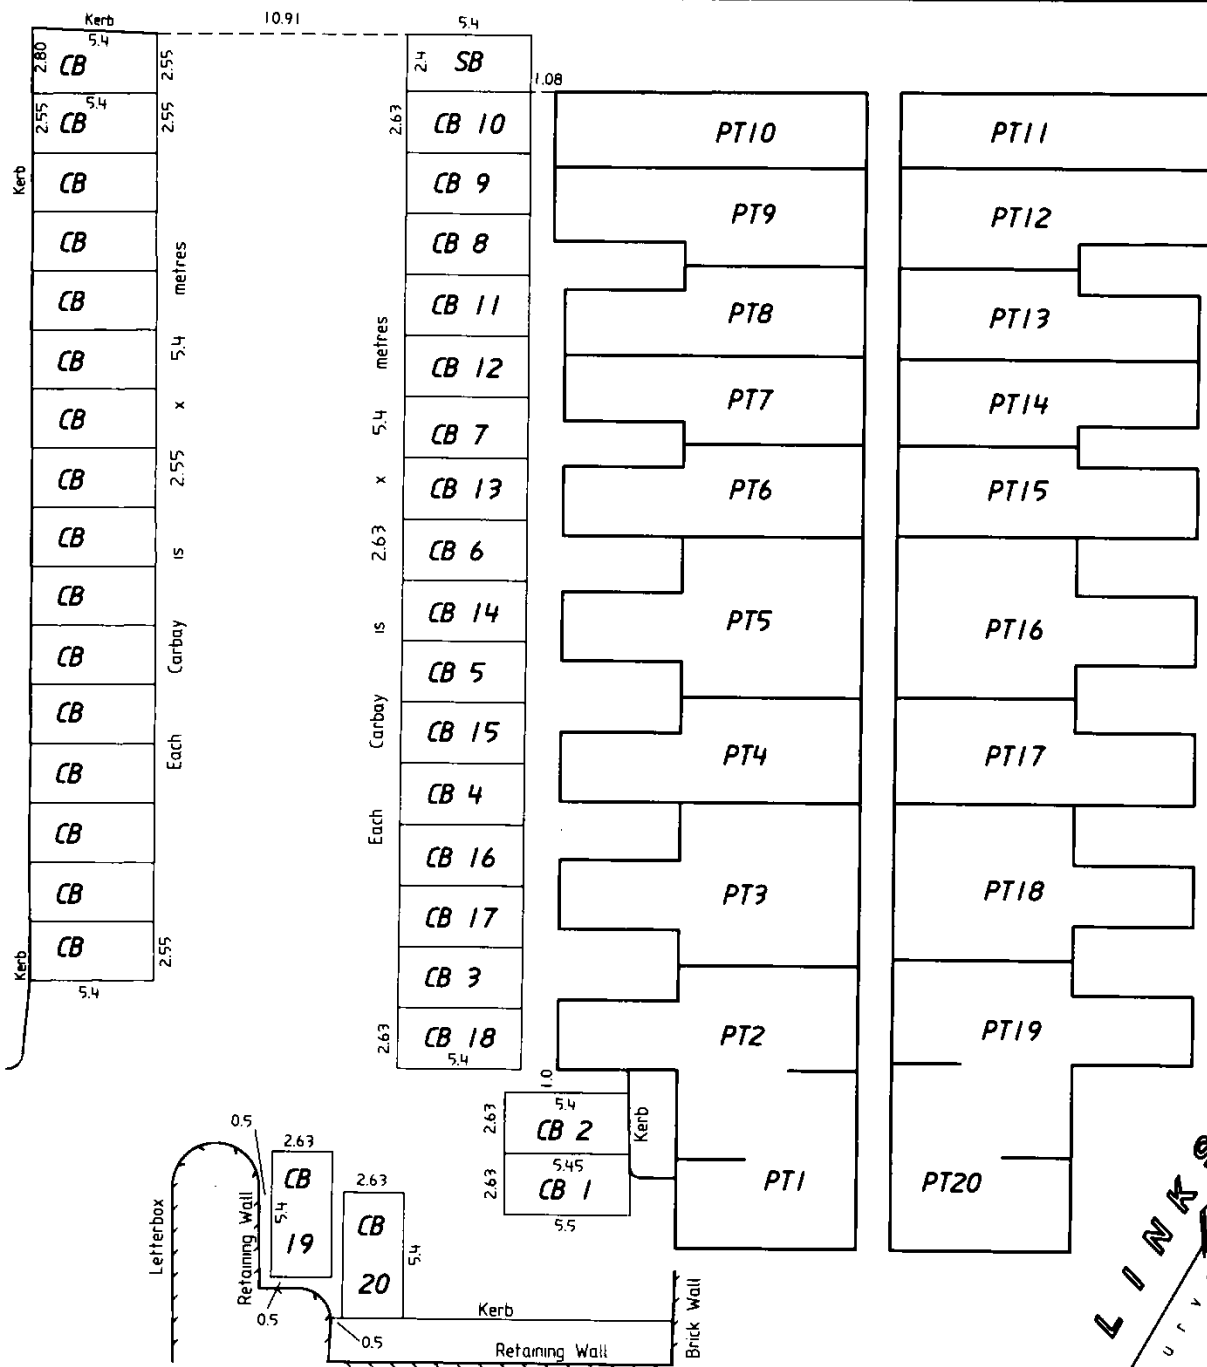 Kerb
10.91
5.4
5.4
2.80
CB
2.55
2.4
SB
1.08
5.4
2.55
CB
2.55
2.63
CB 10
PT10
PT11
Kerb
CB
CB 9
PT9
PT12
CB
CB 8
CB
CB 11
PT8
PT13
CB
CB 12
CB
CB 7
PT7
PT14
CB
CB 13
PT6
PT15
CB
CB 6
CB
CB 14
PT5
PT16
CB
CB 5
CB
CB 15
PT4
PT17
CB
CB 4
CB
CB 16
PT3
PT18
CB
CB 17
Kerb
CB
2.55
5.4
CB 3
Each Carbay is 2.55 x 5.4 metres
Each Carbay is 2.63 x 5.4 metres
2.63
CB 18
5.4
PT2
PT19
1.0
5.4
2.63
CB 2
Kerb
5.45
2.63
CB 1
5.5
PT1
PT20
0.5
2.63
CB
5.4
19
2.63
CB
20
5.4
Letterbox
Retaining Wall
0.5
0.5
Kerb
Retaining Wall
Brick Wall
LINKS
urv